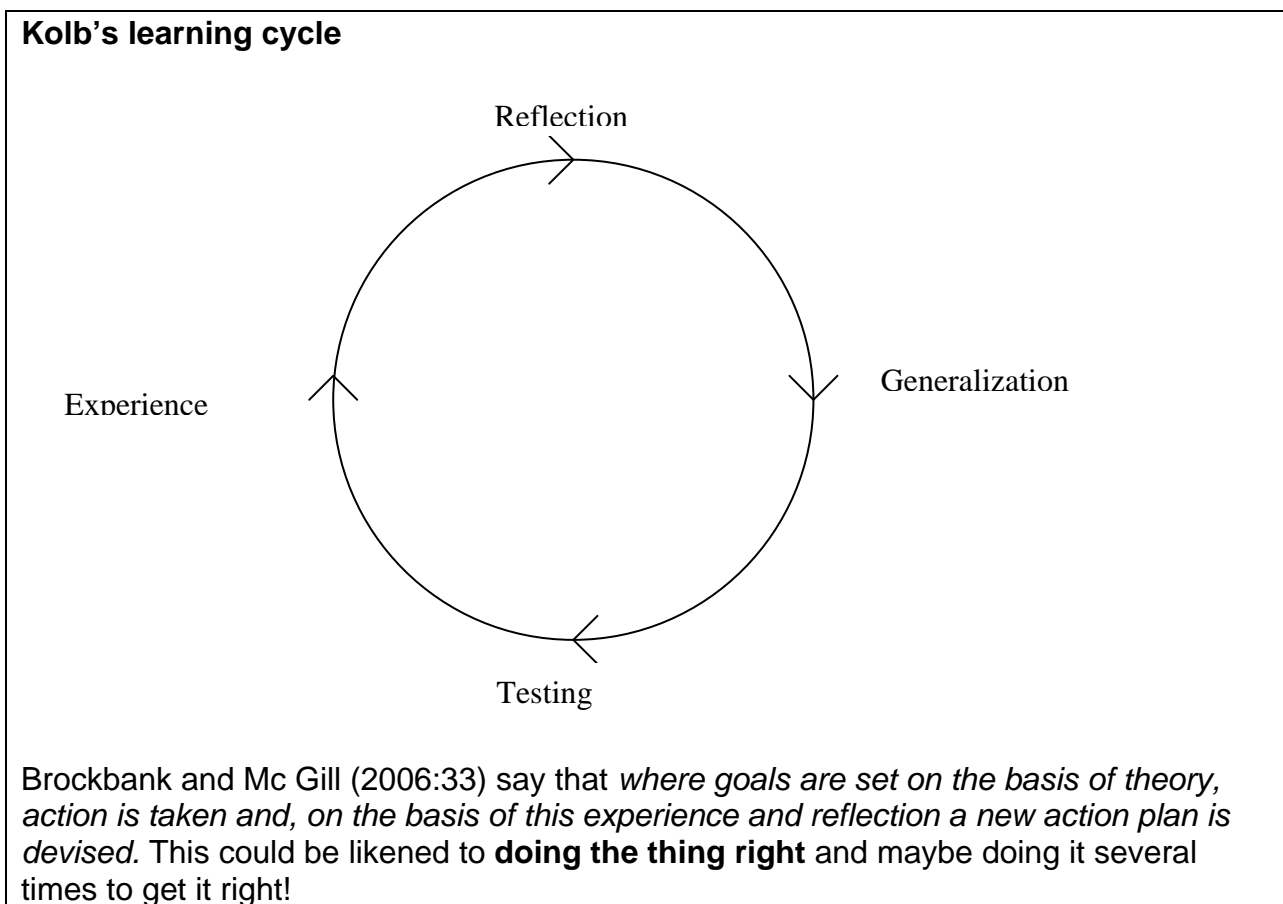 Kolb’s learning cycle
Reflection
Generalization
Experience
Testing
Brockbank and Mc Gill (2006:33) say that where goals are set on the basis of theory,
action is taken and, on the basis of this experience and reflection a new action plan is
devised. This could be likened to doing the thing right and maybe doing it several
times to get it right!